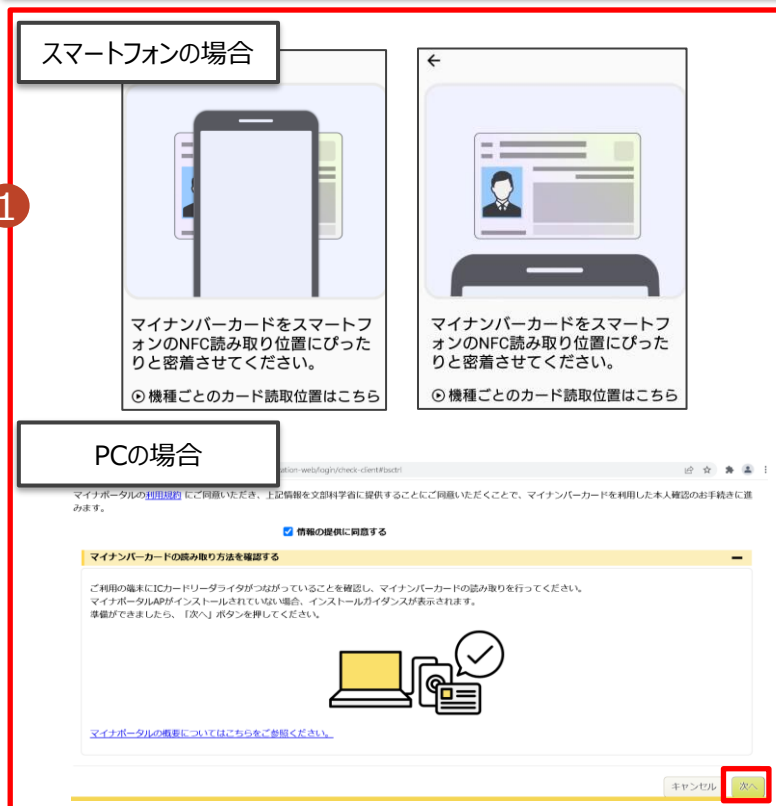 スマートフォンの場合
1
マイナンバーカードをスマートフ
ォンのNFC読み取り位置にぴった
りと密着させてください。
機種ごとのカード読取位置はこちら
マイナンバーカードをスマートフ
ォンのNFC読み取り位置にぴった
りと密着させてください。
機種ごとのカード読取位置はこちら
PCの場合
ation-web/login/check-client#bsctrl
マイナポータルの利用規約 にご同意いただき、上記情報を文部科学省に提供することにご同意いただくことで、マイナンバーカードを利用した本人確認のお手続きに進
みます。
情報の提供に同意する
マイナンバーカードの読み取り方法を確認する
ご利用の端末にICカードリーダライタがつながっていることを確認し、マイナンバーカードの読み取りを行ってください。
マイナポータルAPがインストールされていない場合、インストールガイダンスが表示されます。
準備ができましたら、「次へ」ボタンを押してください。
マイナポータルの概要についてはこちらをご参照ください。
キャンセル
次へ